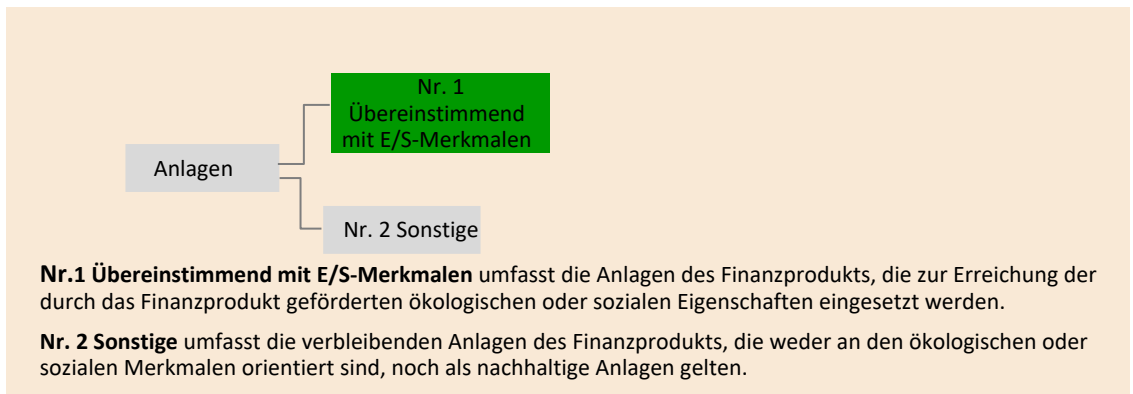 Nr. 1
Übereinstimmend
mit E/S-Merkmalen
Anlagen
Nr. 2 Sonstige
Nr.1 Übereinstimmend mit E/S-Merkmalen umfasst die Anlagen des Finanzprodukts, die zur Erreichung der
durch das Finanzprodukt geförderten ökologischen oder sozialen Eigenschaften eingesetzt werden.
Nr. 2 Sonstige umfasst die verbleibenden Anlagen des Finanzprodukts, die weder an den ökologischen oder
sozialen Merkmalen orientiert sind, noch als nachhaltige Anlagen gelten.